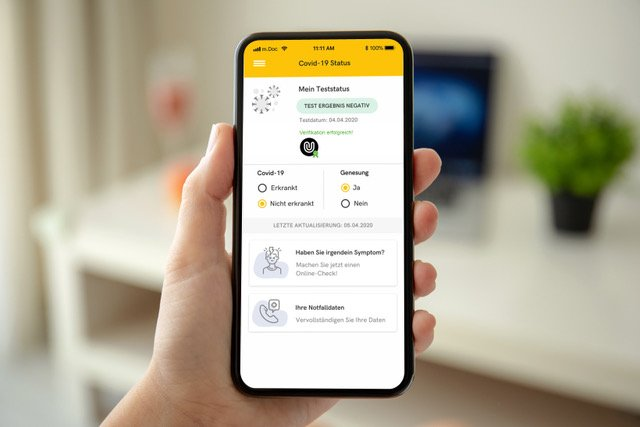 m.Doc 11:11 AM 100%
Covid-19 Status
Mein Teststatus
TEST ERGEBNIS NEGATIV
Testdatum: 04.04.2020
Verifikation erfolgreich!
Covid-19
Erkrankt
Nicht erkrankt
Genesung
Ja
Nein
LETZTE AKTUALISIERUNG: 05.04.2020
Haben Sie irgendein Symptom?
Machen Sie jetzt einen
Online-Check!
Ihre Notfalldaten
Vervollständigen Sie Ihre Daten